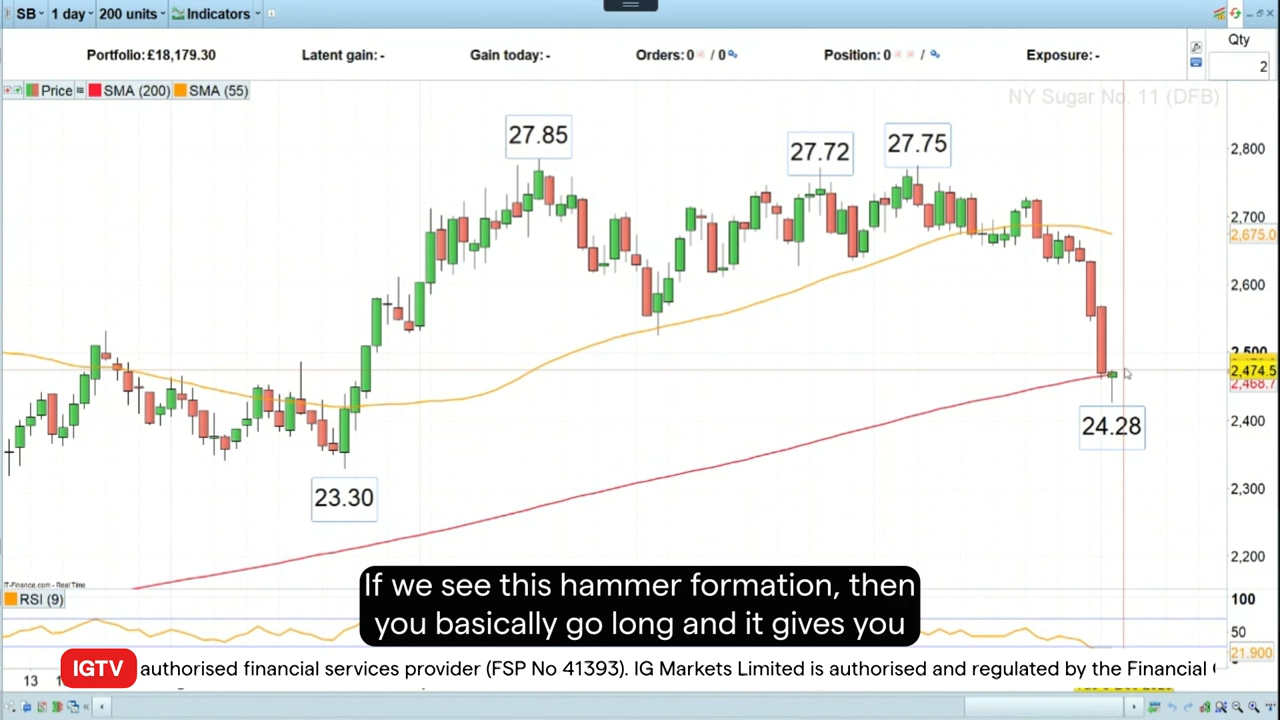 SB 1 day 200 units Indicators
Portfolio:£18,179.30 Latent gain:- Gain today:- Orders:0 / 0 Position:0 / Exposure:-
Qty
2
Price SMA (200) SMA (55)
NY Sugar No. 11 (DFB)
27.85
27.72
27.75
2,800
2,700
2,675.0
2,600
2,500
2,474.5
2,468.7
24.28
2,400
23.30
2,300
2,200
IT-Finance.com - Real Time
If we see this hammer formation, then
you basically go long and it gives you
RSI (9)
100
50
21.900
IGTV authorised financial services provider (FSP No 41393). IG Markets Limited is authorised and regulated by the Financial
13